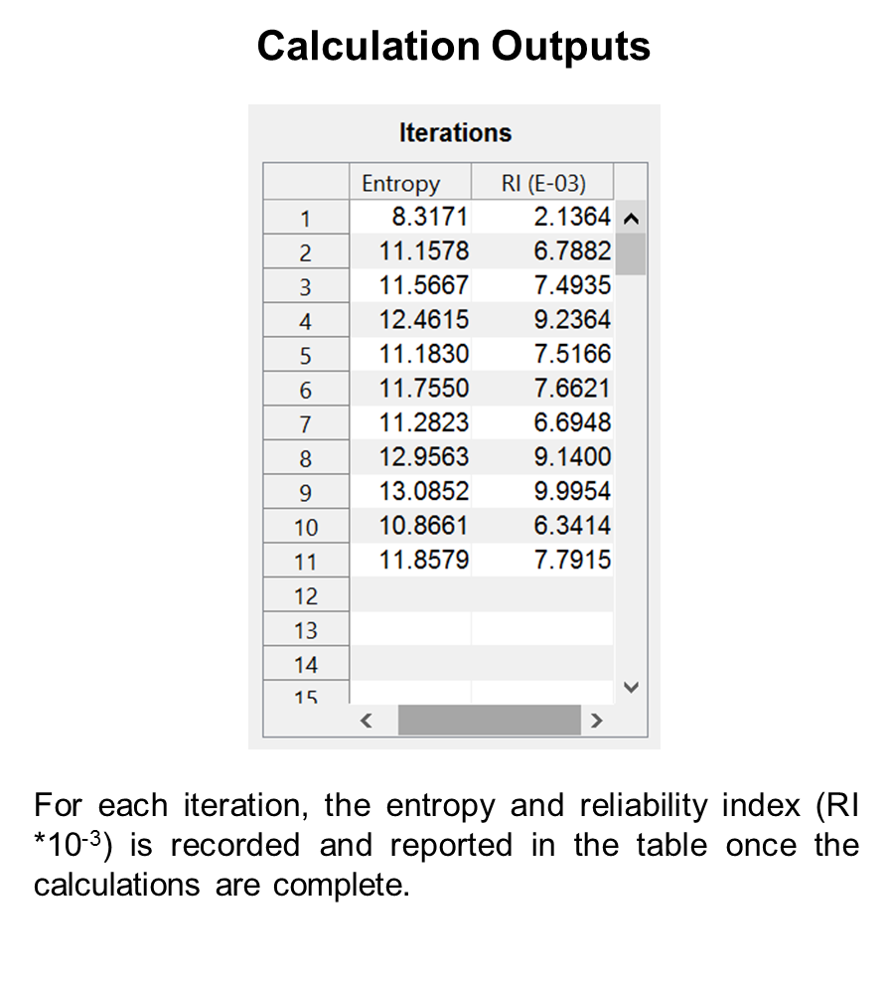 Calculation Outputs
Iterations
Entropy RI (E-03)
1 8.3171 2.1364
2 11.1578 6.7882
3 11.5667 7.4935
4 12.4615 9.2364
5 11.1830 7.5166
6 11.7550 7.6621
7 11.2823 6.6948
8 12.9563 9.1400
9 13.0852 9.9954
10 10.8661 6.3414
11 11.8579 7.7915
12
13
14
15
For each iteration, the entropy and reliability index (RI
*10⁻³) is recorded and reported in the table once the
calculations are complete.